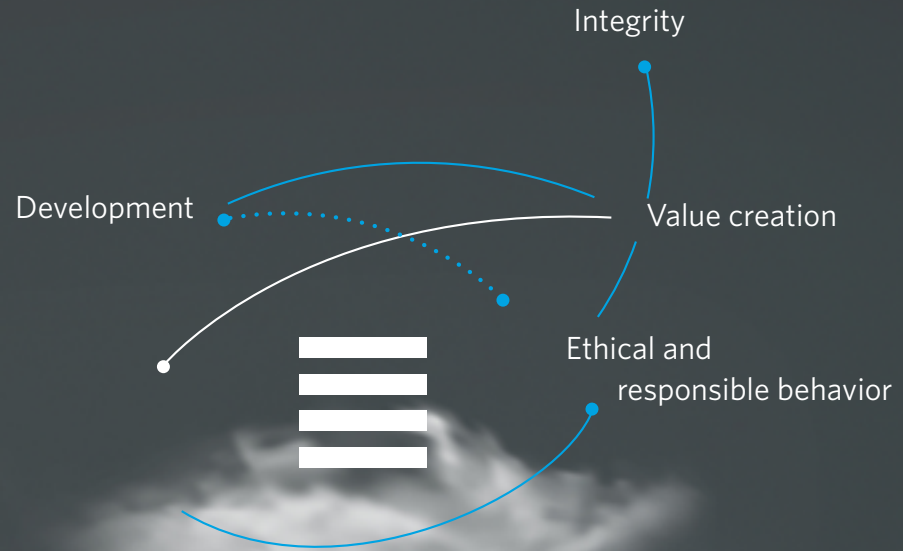 Integrity
Development
Value creation
Ethical and
responsible behavior